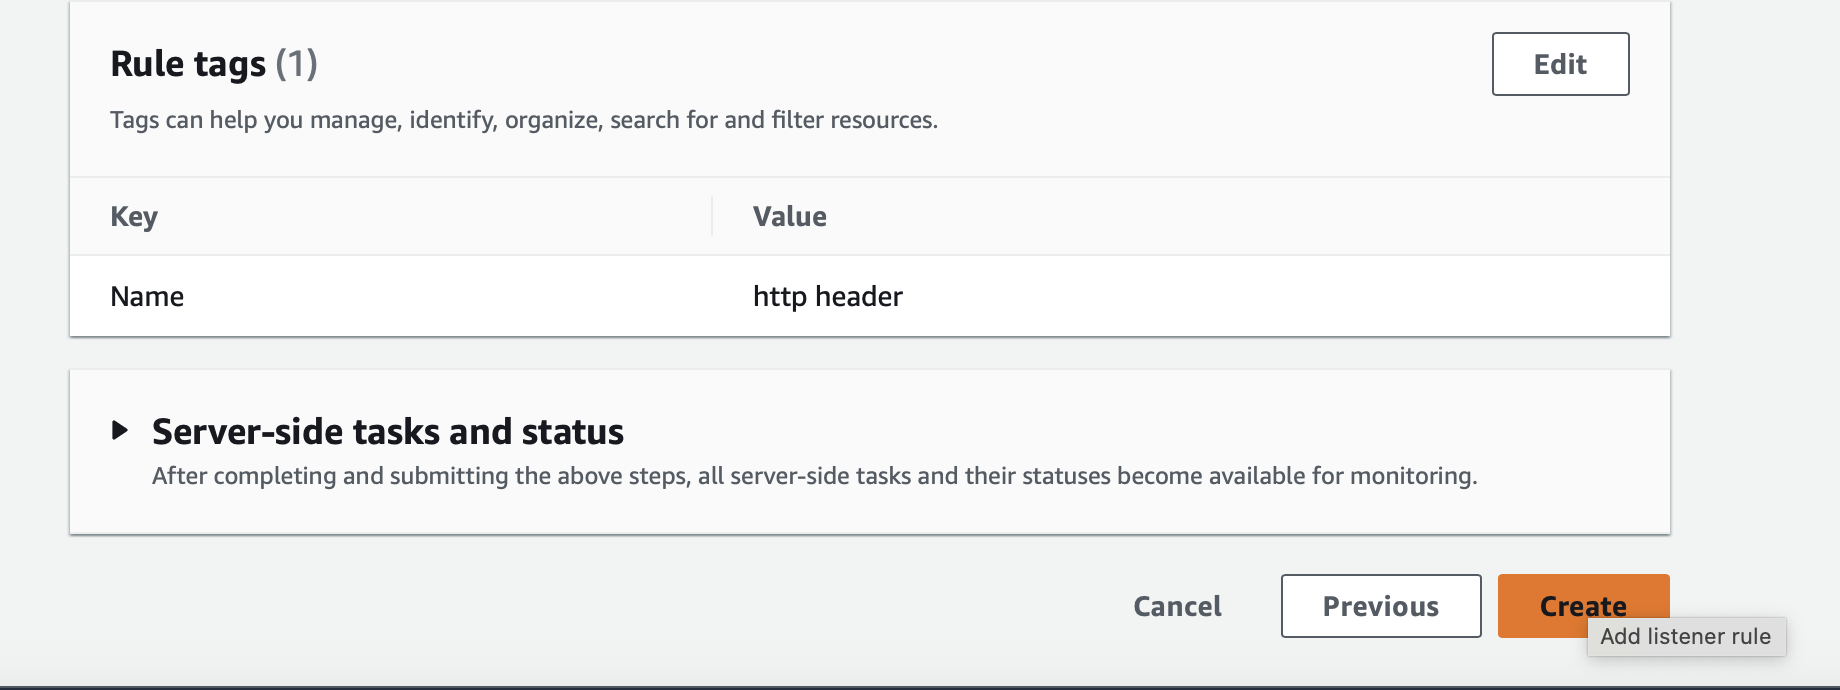 Rule tags (1)
Edit
Tags can help you manage, identify, organize, search for and filter resources.
Key
Value
Name
http header
Server-side tasks and status
After completing and submitting the above steps, all server-side tasks and their statuses become available for monitoring.
Cancel
Previous
Create
Add listener rule